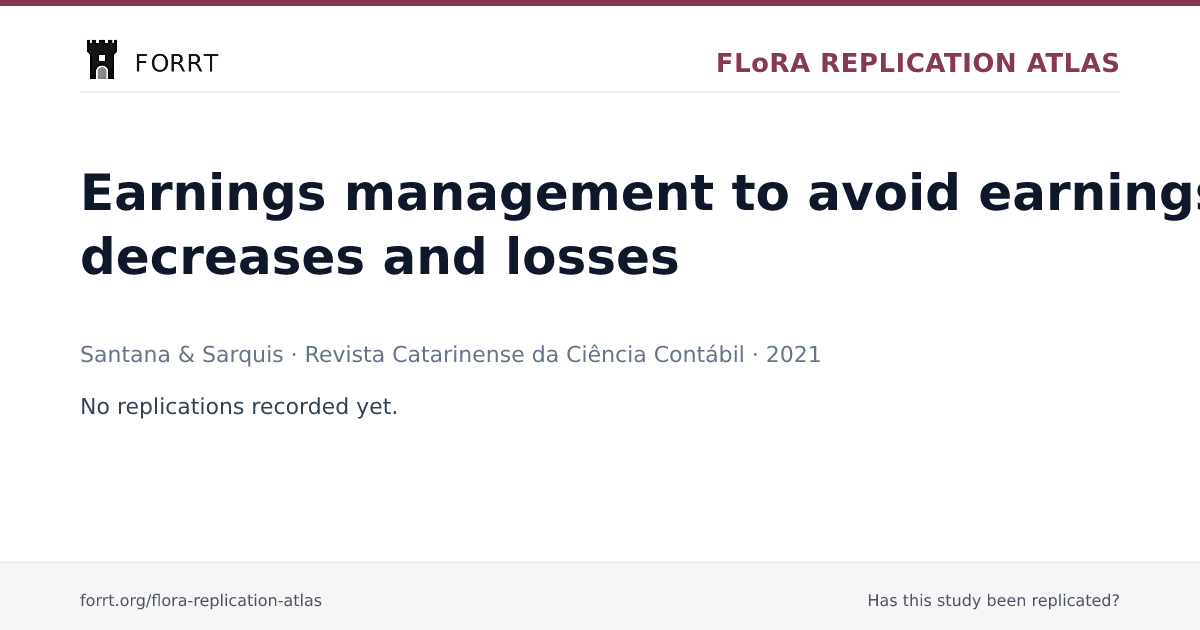 FORRT
FLoRA REPLICATION ATLAS
Earnings management to avoid earnings
decreases and losses
Santana & Sarquis · Revista Catarinense da Ciência Contábil · 2021
No replications recorded yet.
forrt.org/flora-replication-atlas
Has this study been replicated?